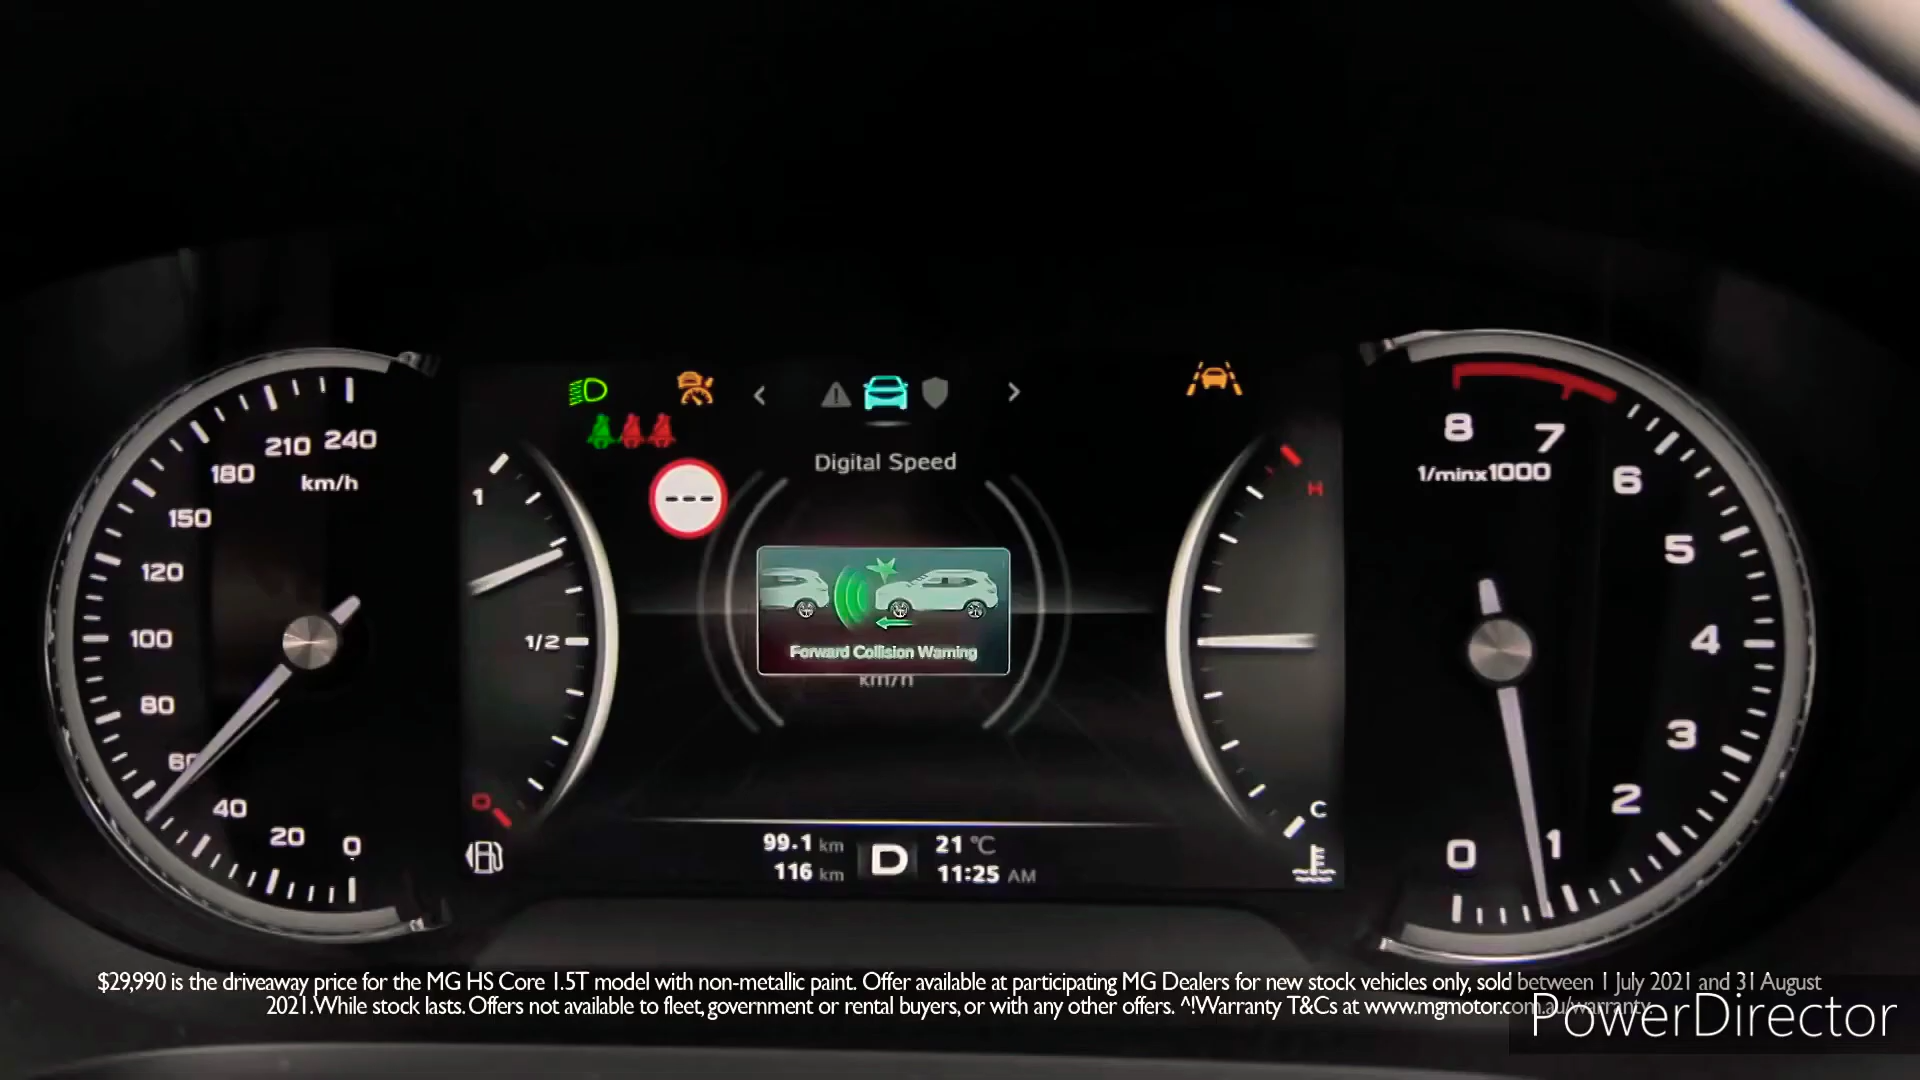 210 240
180
km/h
150
120
100
80
60
40
20
0
1
1/2
Digital Speed
---
Forward Collision Warning
km/h
H
C
8 7
1/minx1000
6
5
4
3
2
1
0
99.1 km D 21 °C
116 km 11:25 AM
$29,990 is the driveaway price for the MG HS Core 1.5T model with non-metallic paint. Offer available at participating MG Dealers for new stock vehicles only, sold between 1 July 2021 and 31 August
2021. While stock lasts. Offers not available to fleet, government or rental buyers, or with any other offers. ^!Warranty T&Cs at www.mgmotor.com.au/warranty.
PowerDirector